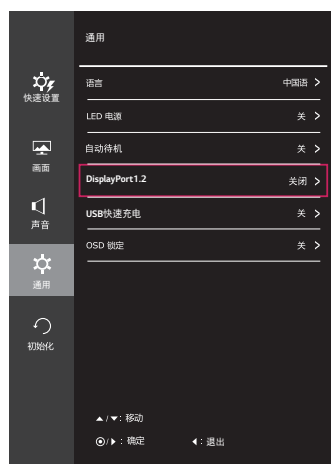 通用
快速设置
画面
声音
通用
初始化
语言 中国语 >
LED 电源 关 >
自动待机 关 >
DisplayPort1.2 关闭 >
USB快速充电 关 >
OSD 锁定 关 >
▲ /▼: 移动
◉/▶ : 确定 ◀ : 退出